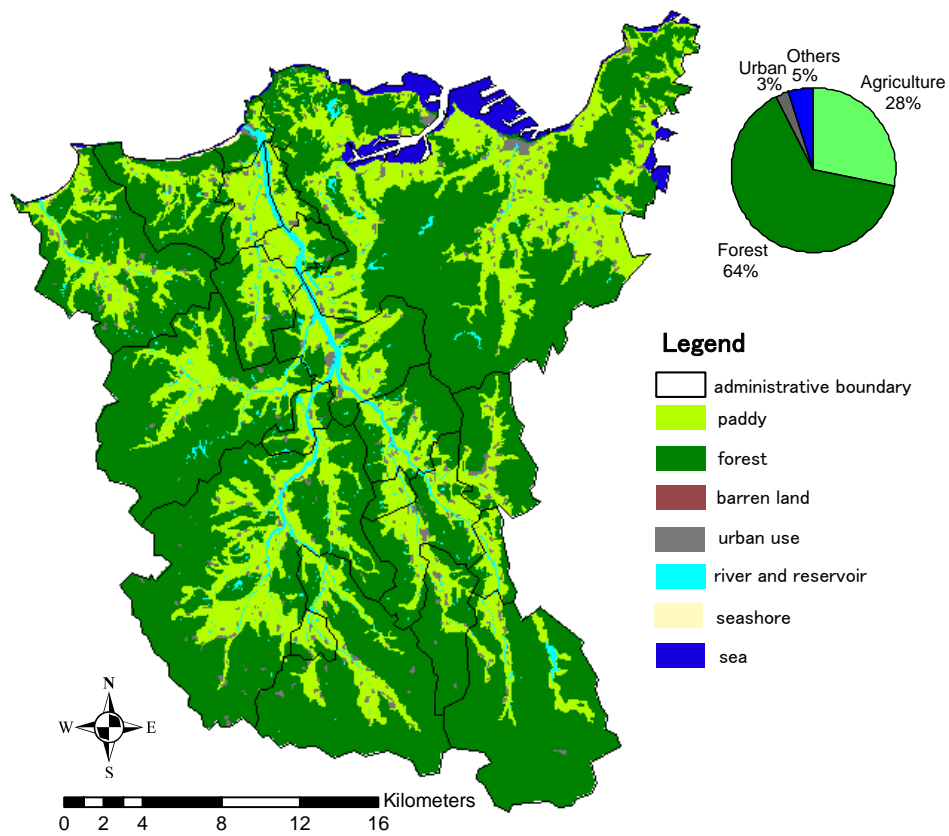 Others
5%
Urban
3%
Agriculture
28%
Forest
64%
Legend
administrative boundary
paddy
forest
barren land
urban use
river and reservoir
seashore
sea
N
W
E
S
Kilometers
0 2 4 8 12 16